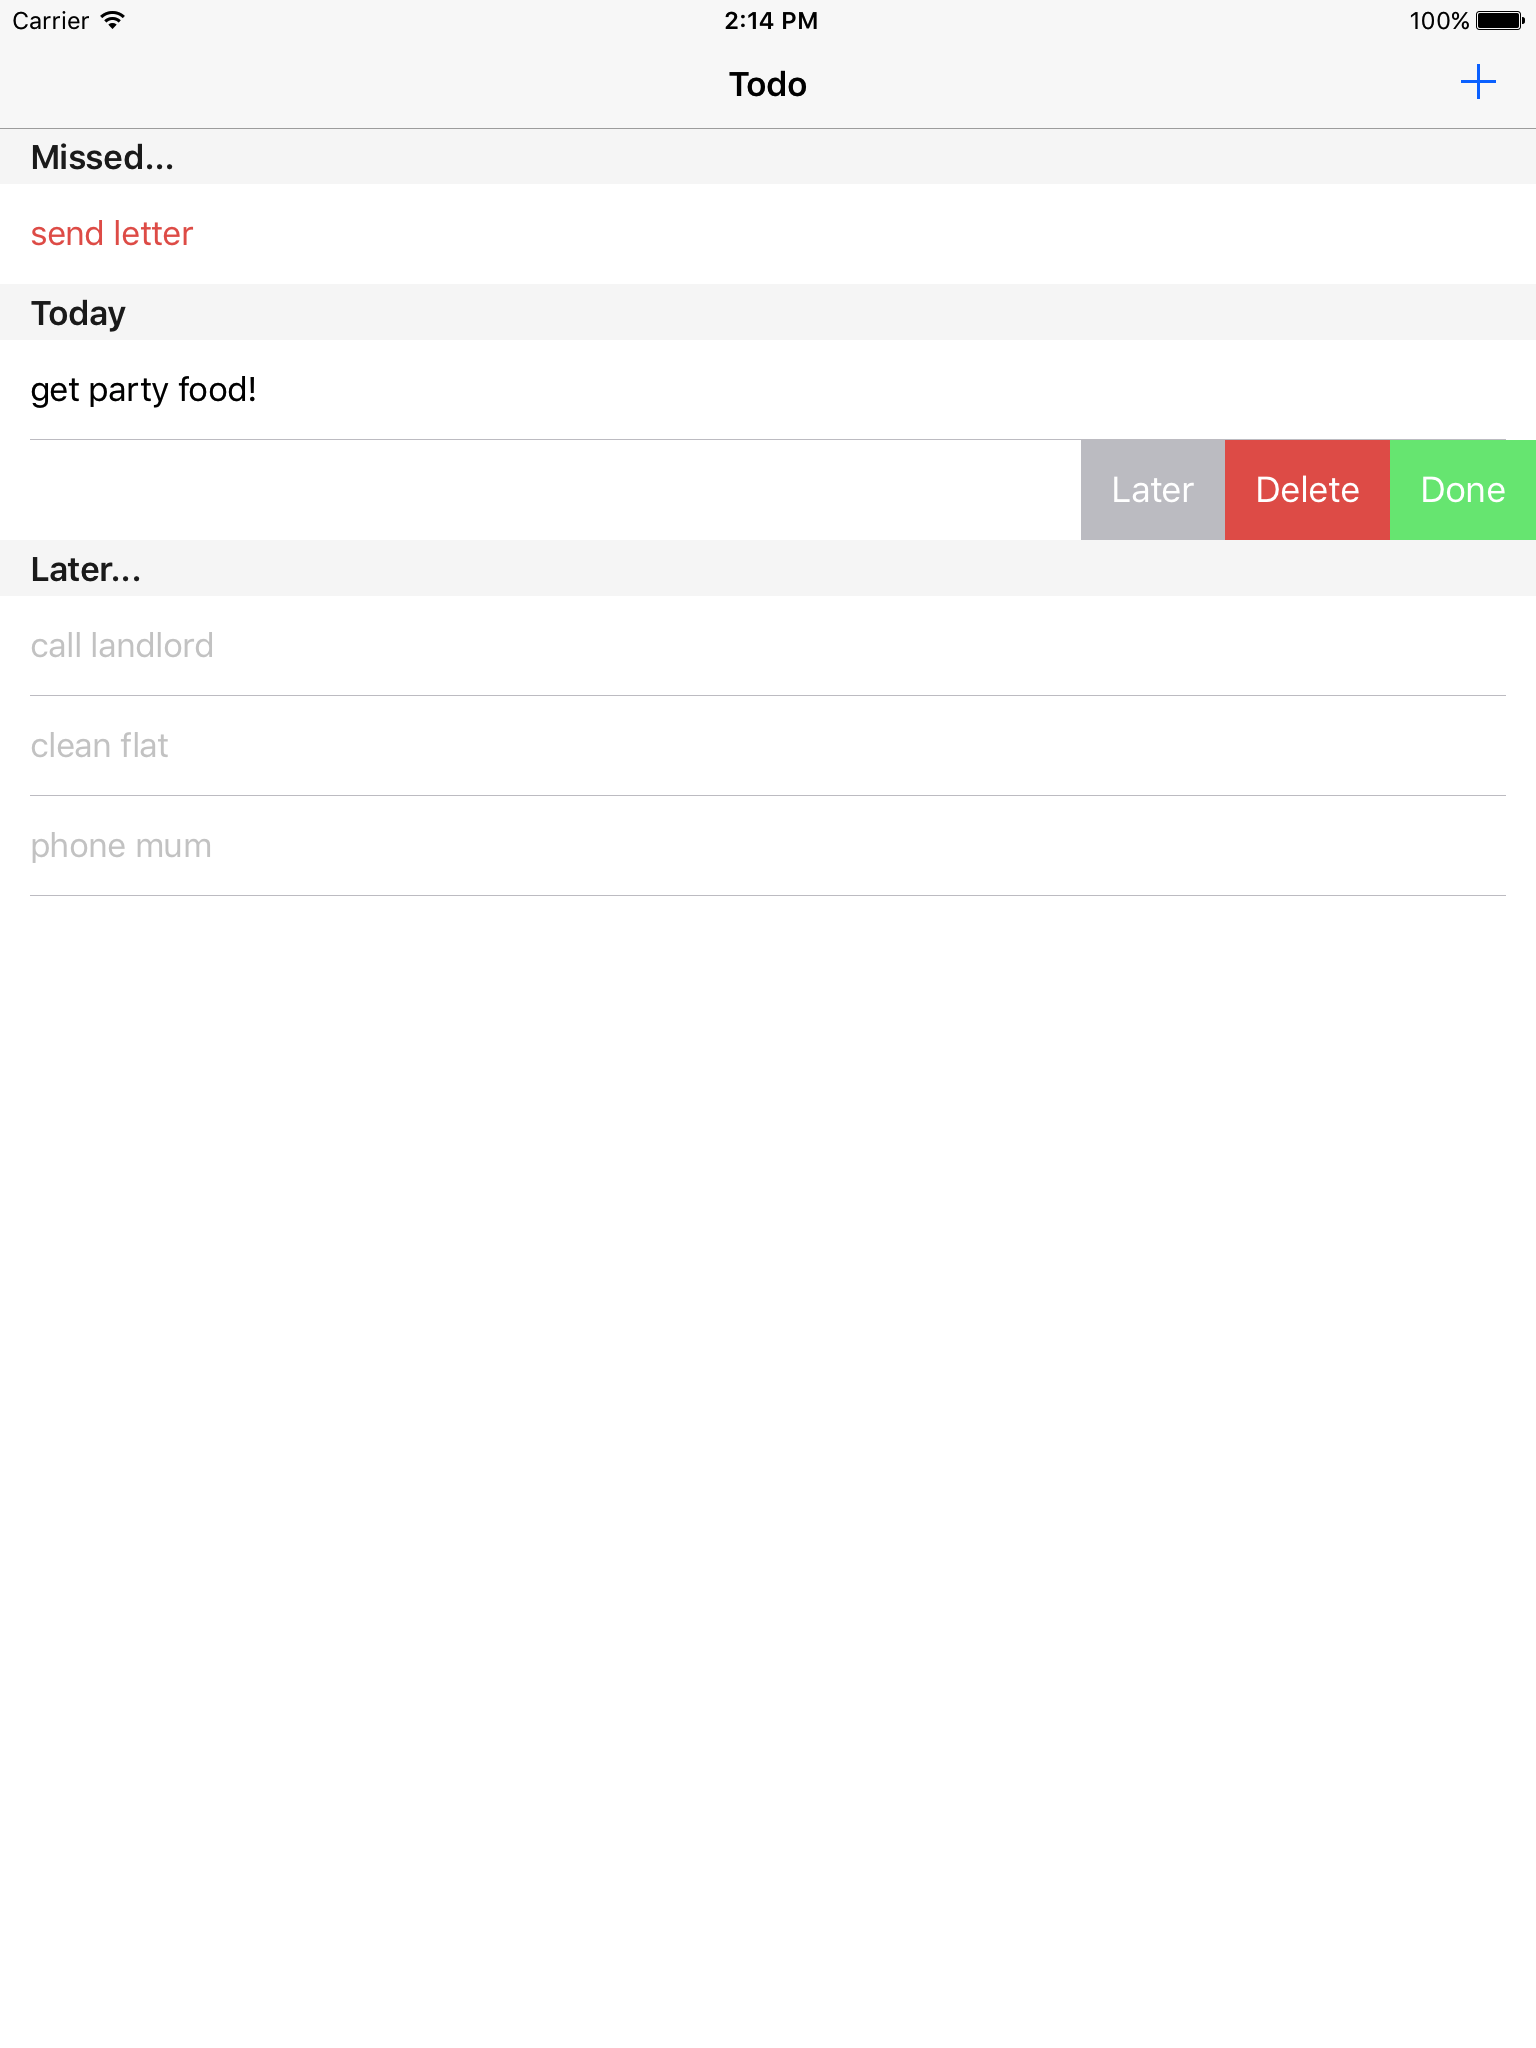 Carrier 2:14 PM 100%
Todo
Missed...
send letter
Today
get party food!
Later Delete Done
Later...
call landlord
clean flat
phone mum